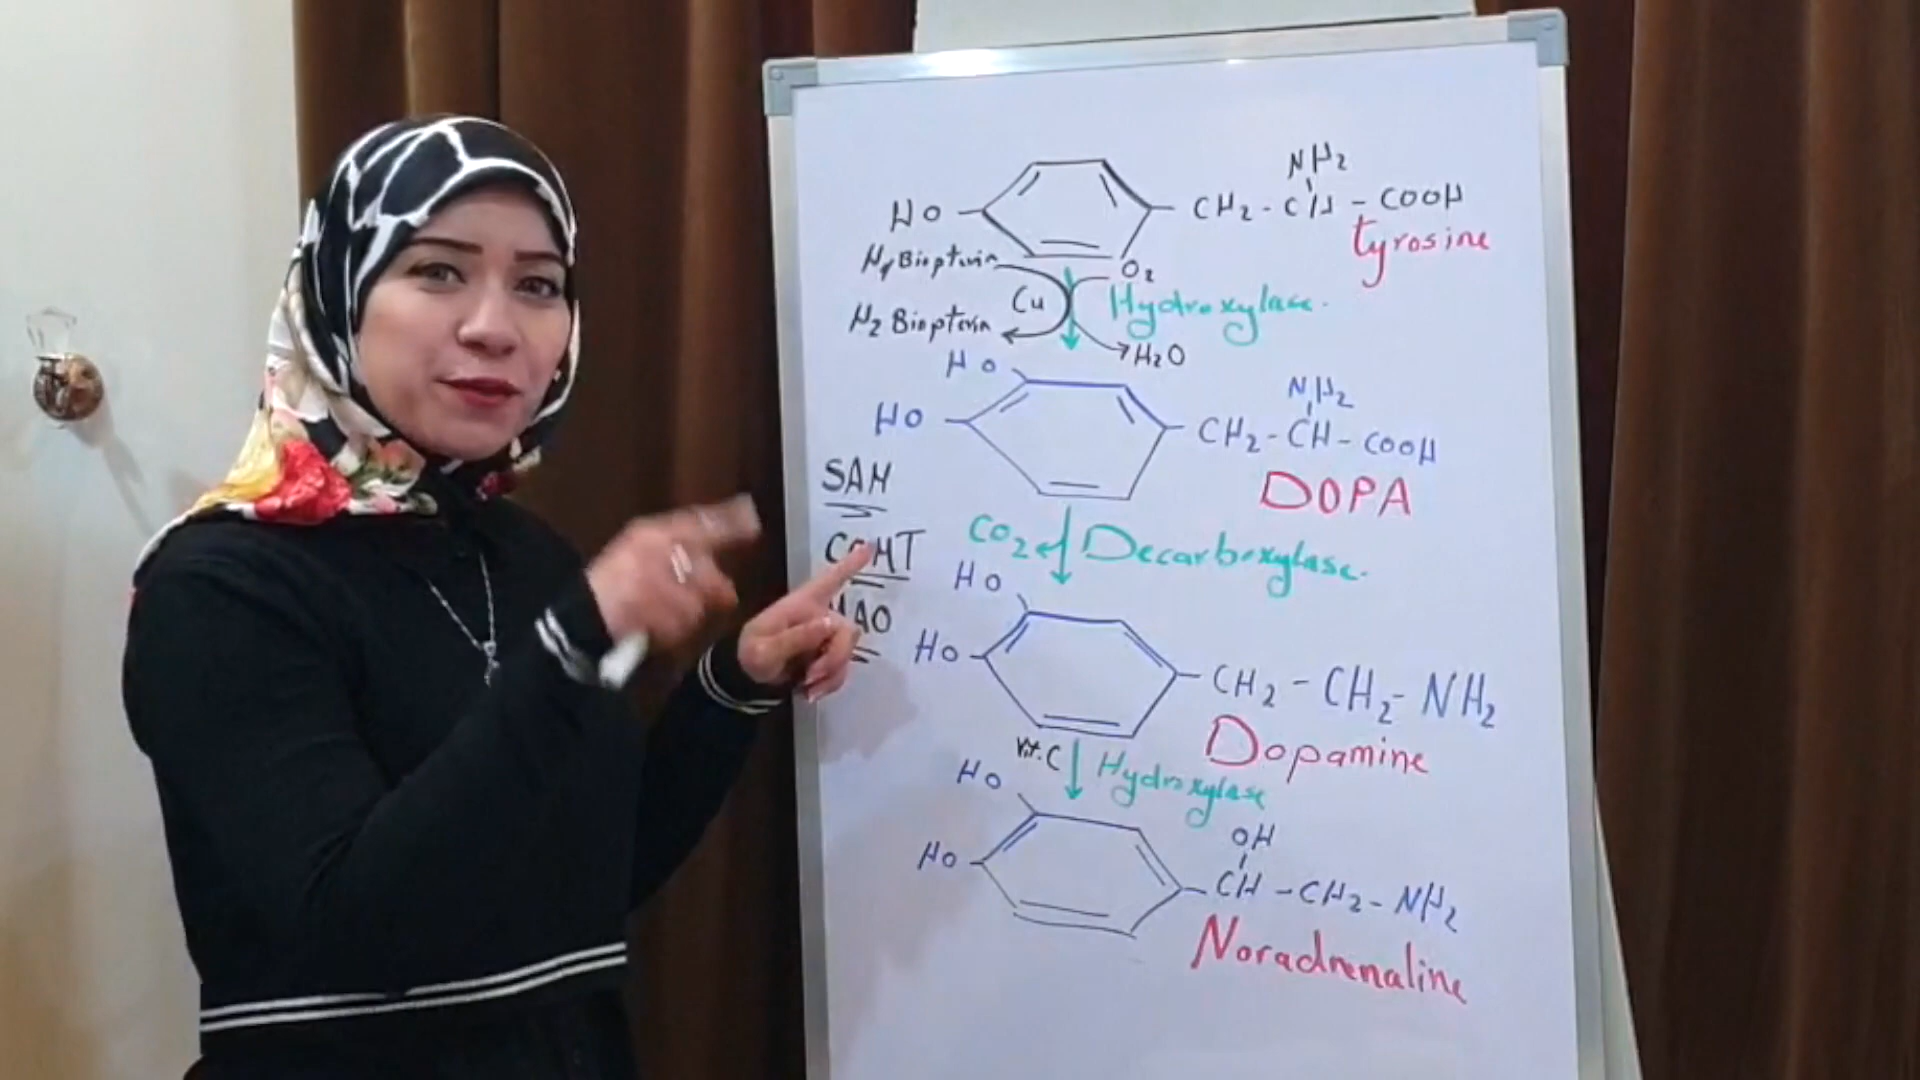 NH2
HO - CH2 - CH - COOH
tyrosine
H4 Biopterin O2
Cu Hydroxylase.
H2 Biopterin H2O
HO
NH2
HO - CH2 - CH - COOH
DOPA
SAM
CO2 Decarboxylase.
COMT
HO
MAO
HO - CH2 - CH2 - NH2
Dopamine
Vit. C Hydroxylase
HO
OH
HO - CH - CH2 - NH2
Noradrenaline